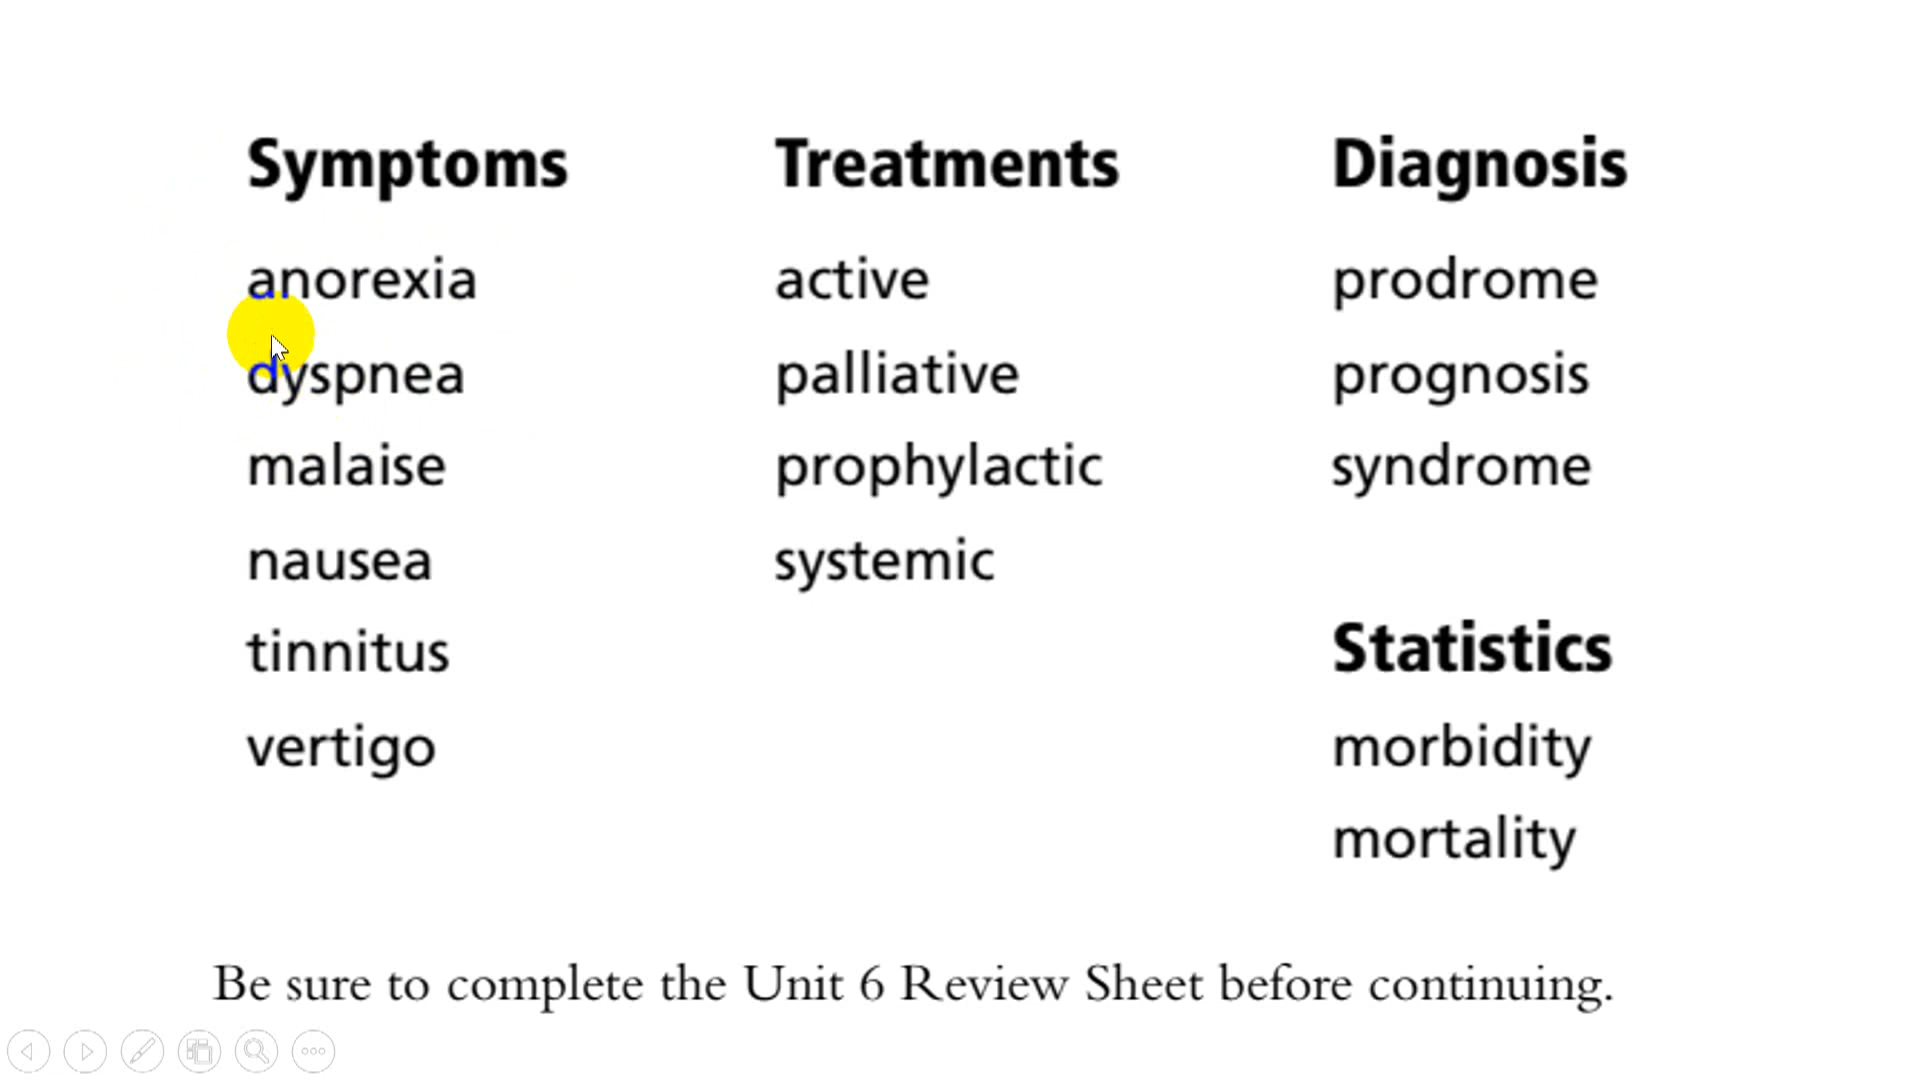 Symptoms
anorexia
dyspnea
malaise
nausea
tinnitus
vertigo
Treatments
active
palliative
prophylactic
systemic
Diagnosis
prodrome
prognosis
syndrome
Statistics
morbidity
mortality
Be sure to complete the Unit 6 Review Sheet before continuing.